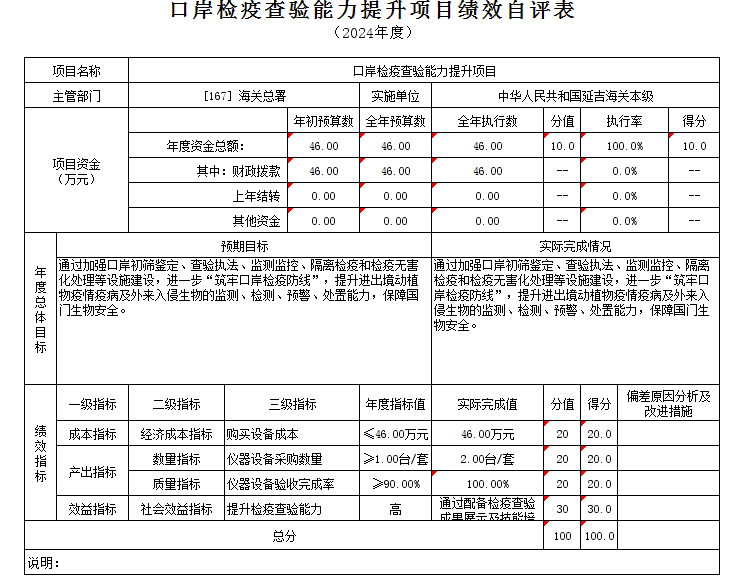 口岸检疫查验能力提升项目绩效自评表
（2024年度）
项目名称 口岸检疫查验能力提升项目
主管部门 [167] 海关总署 实施单位 中华人民共和国延吉海关本级
项目资金
（万元）
年初预算数 全年预算数 全年执行数 分值 执行率 得分
年度资金总额： 46.00 46.00 46.00 10.0 100.0% 10.0
其中：财政拨款 46.00 46.00 46.00 -- 0.0% --
上年结转 0.00 0.00 0.00 -- 0.0% --
其他资金 0.00 0.00 0.00 -- 0.0% --
年度总体目标
预期目标 实际完成情况
通过加强口岸初筛鉴定、查验执法、监测监控、隔离检疫和检疫无害
化处理等设施建设，进一步“筑牢口岸检疫防线”，提升进出境动植
物疫情疫病及外来入侵生物的监测、检测、预警、处置能力，保障国
门生物安全。
通过加强口岸初筛鉴定、查验执法、监测监控、隔离
检疫和检疫无害化处理等设施建设，进一步“筑牢口
岸检疫防线”，提升进出境动植物疫情疫病及外来入
侵生物的监测、检测、预警、处置能力，保障国门生
物安全。
绩效指标
一级指标 二级指标 三级指标 年度指标值 实际完成值 分值 得分 偏差原因分析及
改进措施
成本指标 经济成本指标 购买设备成本 ≤46.00万元 46.00万元 20 20.0
产出指标
数量指标 仪器设备采购数量 ≥1.00台/套 2.00台/套 20 20.0
质量指标 仪器设备验收完成率 ≥90.00% 100.00% 20 20.0
效益指标 社会效益指标 提升检疫查验能力 高 通过配备检疫查验
成果展示及技能培 30 30.0
总分 100 100.0
说明：